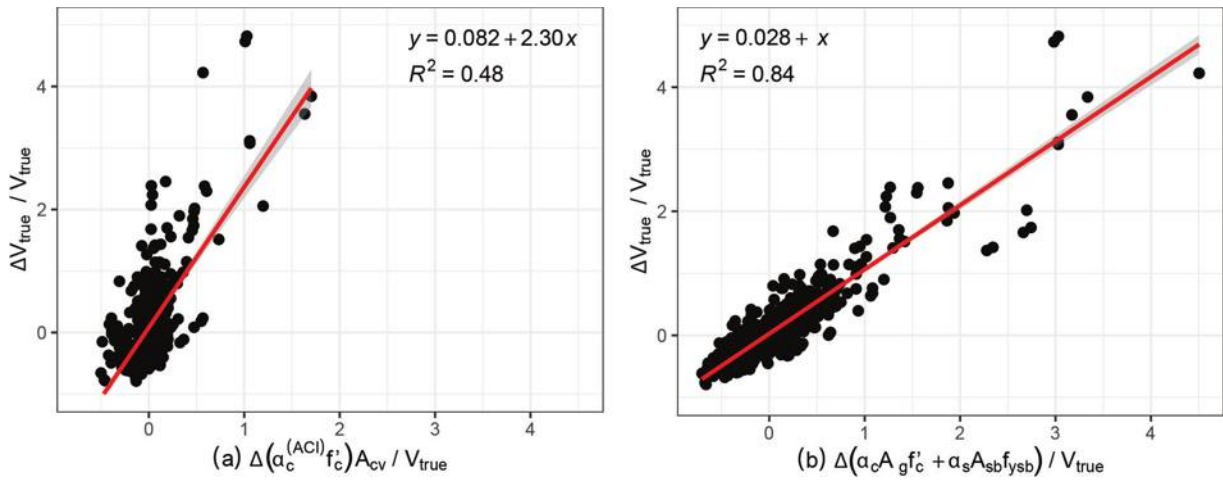 y = 0.082 + 2.30x
R² = 0.48
ΔV_true / V_true
4
2
0
0 1 2 3 4
(a) Δ(α_c^(ACI) f'_c) A_cv / V_true
y = 0.028 + x
R² = 0.84
ΔV_true / V_true
4
2
0
0 1 2 3 4
(b) Δ(α_c A_g f'_c + α_s A_sb f_ysb) / V_true